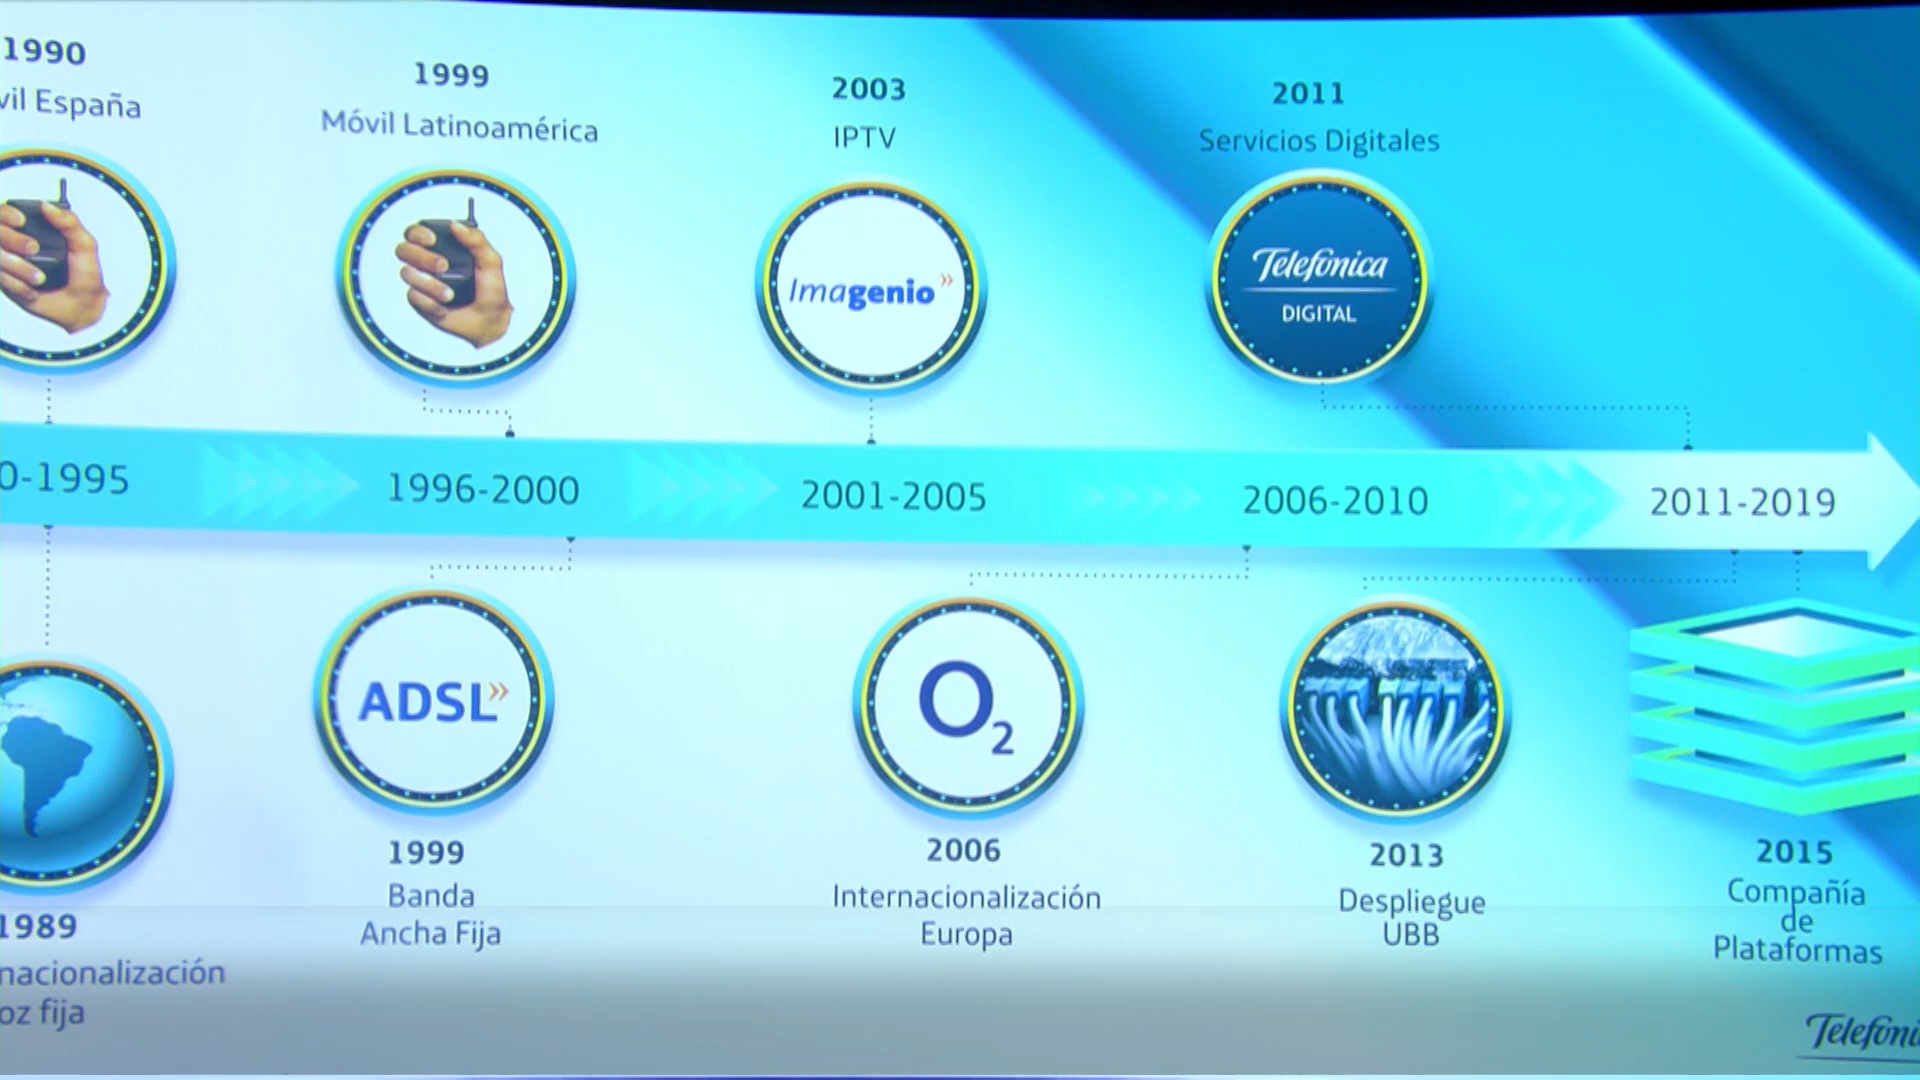 1990
vil España
1999
Móvil Latinoamérica
2003
IPTV
2011
Servicios Digitales
Imagenio»
Telefónica
DIGITAL
0-1995
1996-2000
2001-2005
2006-2010
2011-2019
ADSL»
O2
1989
nacionalización
oz fija
1999
Banda
Ancha Fija
2006
Internacionalización
Europa
2013
Despliegue
UBB
2015
Compañía
de
Plataformas
Telefóni